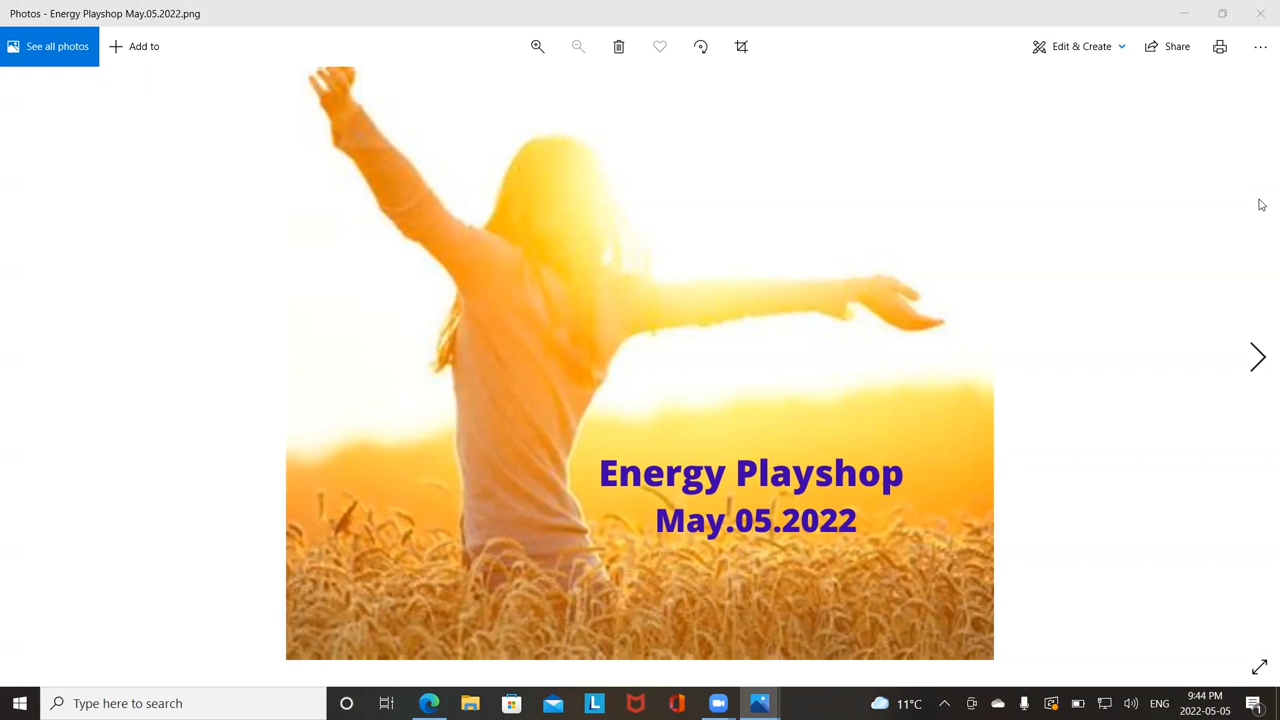 Photos - Energy Playshop May.05.2022.png
See all photos
Add to
Edit & Create
Share
Energy Playshop
May.05.2022
Type here to search
L
11°C
ENG
9:44 PM
2022-05-05
1